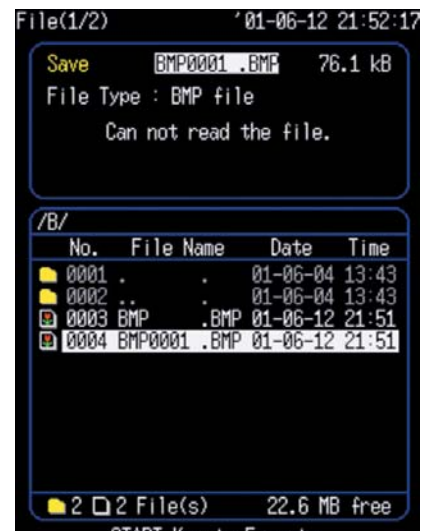 File(1/2) '01-06-12 21:52:17
Save BMP0001 .BMP 76.1 kB
File Type : BMP file
Can not read the file.
/B/
No. File Name Date Time
0001 . . 01-06-04 13:43
0002 .. . 01-06-04 13:43
0003 BMP .BMP 01-06-12 21:51
0004 BMP0001 .BMP 01-06-12 21:51
2 2 File(s) 22.6 MB free